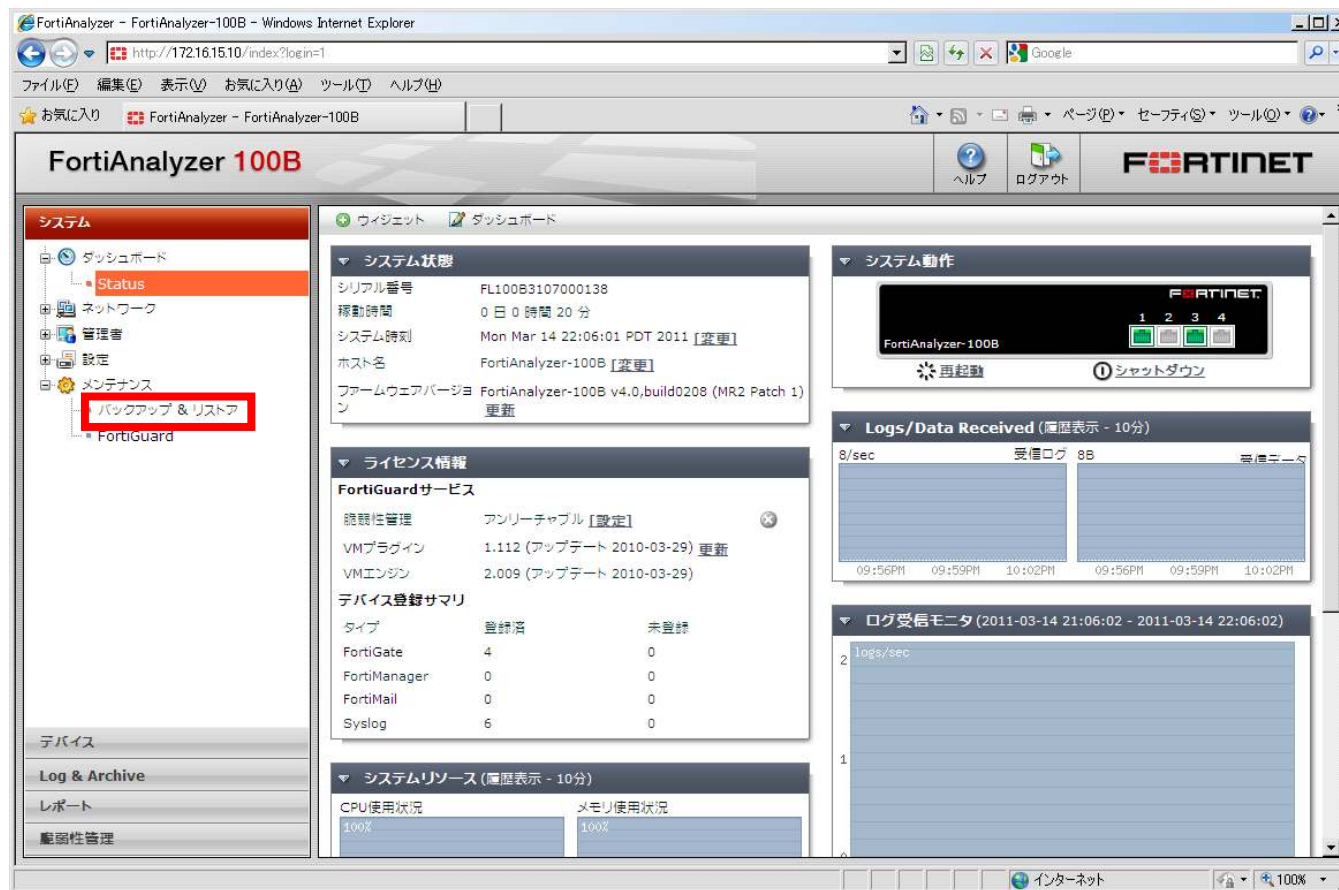 FortiAnalyzer - FortiAnalyzer-100B - Windows Internet Explorer
http://172.16.15.10/index?login=1
Google
ファイル(F) 編集(E) 表示(V) お気に入り(A) ツール(T) ヘルプ(H)
お気に入り FortiAnalyzer - FortiAnalyzer-100B
ページ(P) セーフティ(S) ツール(O)
FortiAnalyzer 100B
ヘルプ
ログアウト
FORTINET
システム
ダッシュボード
Status
ネットワーク
管理者
設定
メンテナンス
バックアップ & リストア
FortiGuard
デバイス
Log & Archive
レポート
脆弱性管理
ウィジェット ダッシュボード
システム状態
シリアル番号 FL100B3107000138
稼動時間 0 日 0 時間 20 分
システム時刻 Mon Mar 14 22:06:01 PDT 2011 [変更]
ホスト名 FortiAnalyzer-100B [変更]
ファームウェアバージョ FortiAnalyzer-100B v4.0,build0208 (MR2 Patch 1)
ン 更新
ライセンス情報
FortiGuardサービス
脆弱性管理 アンリーチャブル [設定]
VMプラグイン 1.112 (アップデート 2010-03-29) 更新
VMエンジン 2.009 (アップデート 2010-03-29)
デバイス登録サマリ
タイプ 登録済 未登録
FortiGate 4 0
FortiManager 0 0
FortiMail 0 0
Syslog 6 0
システムリソース (履歴表示 - 10分)
CPU使用状況 メモリ使用状況
100% 100%
システム動作
FORTINET
1 2 3 4
FortiAnalyzer-100B
再起動 シャットダウン
Logs/Data Received (履歴表示 - 10分)
8/sec 受信ログ 8B 受信データ
09:56PM 09:59PM 10:02PM 09:56PM 09:59PM 10:02PM
ログ受信モニタ (2011-03-14 21:06:02 - 2011-03-14 22:06:02)
logs/sec
2
1
0
インターネット 100%